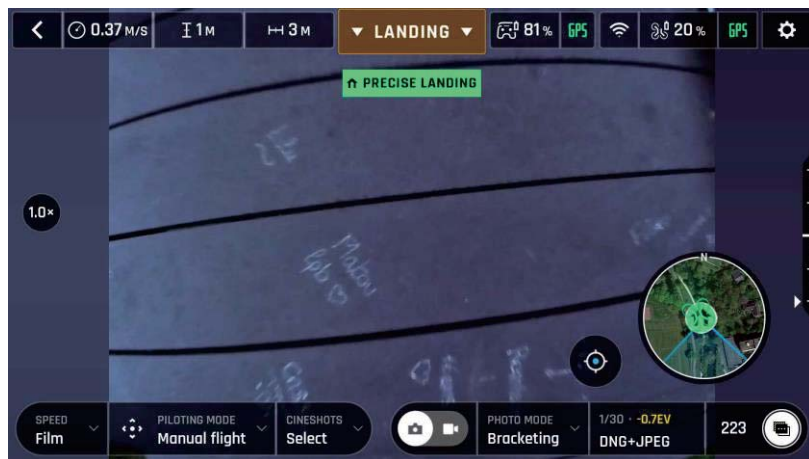 0.37 M/S
1 M
3 M
LANDING
81 %
GPS
20 %
GPS
PRECISE LANDING
1.0×
N
SPEED
Film
PILOTING MODE
Manual flight
CINESHOTS
Select
PHOTO MODE
Bracketing
1/30 · -0.7EV
DNG+JPEG
223